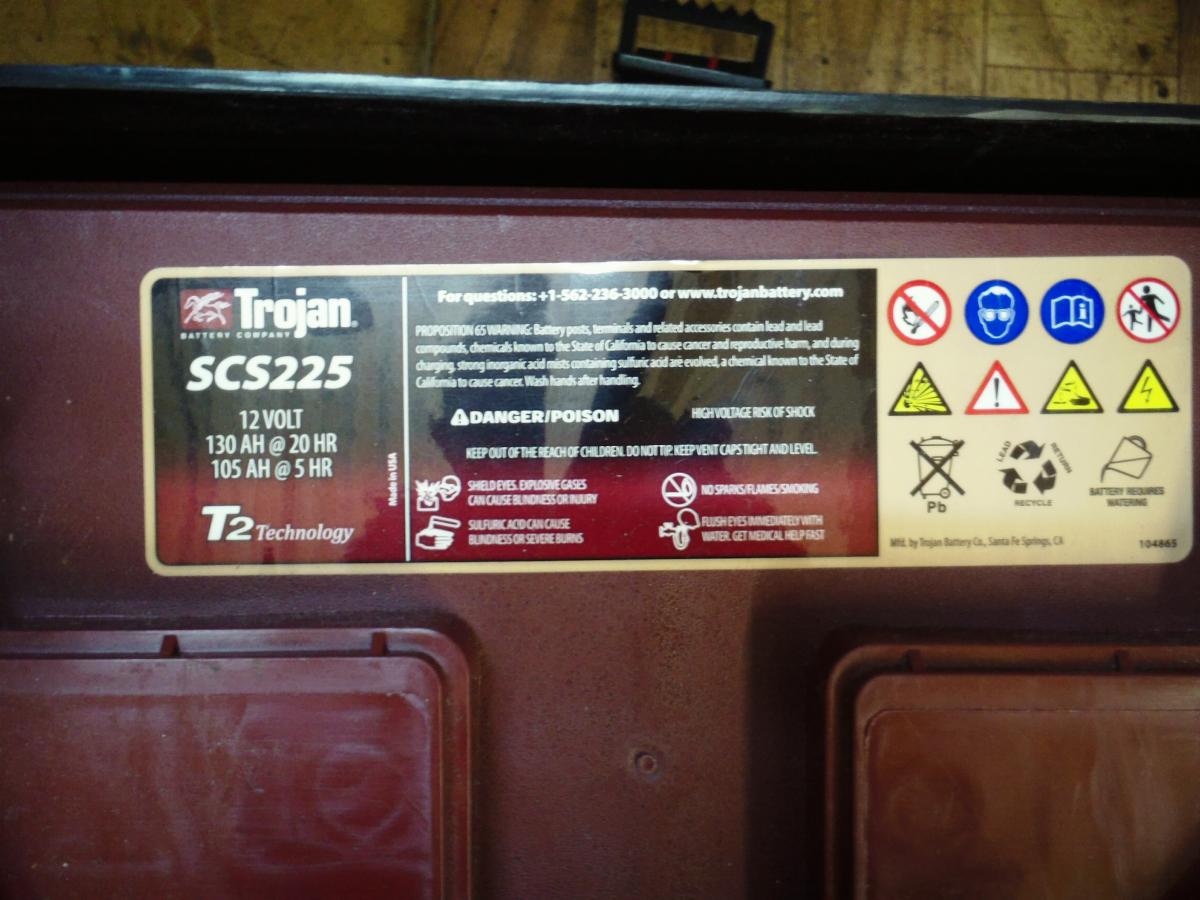 Trojan®
BATTERY COMPANY
SCS225
12 VOLT
130 AH @ 20 HR
105 AH @ 5 HR
T2 Technology
Made in USA
For questions: +1-562-236-3000 or www.trojanbattery.com
PROPOSITION 65 WARNING: Battery posts, terminals and related accessories contain lead and lead
compounds, chemicals known to the State of California to cause cancer and reproductive harm, and during
charging, strong inorganic acid mists containing sulfuric acid are evolved, a chemical known to the State of
California to cause cancer. Wash hands after handling.
DANGER/POISON
HIGH VOLTAGE RISK OF SHOCK
KEEP OUT OF THE REACH OF CHILDREN. DO NOT TIP. KEEP VENT CAPS TIGHT AND LEVEL.
SHIELD EYES. EXPLOSIVE GASES
CAN CAUSE BLINDNESS OR INJURY
NO SPARKS/FLAMES/SMOKING
SULFURIC ACID CAN CAUSE
BLINDNESS OR SEVERE BURNS
FLUSH EYES IMMEDIATELY WITH
WATER. GET MEDICAL HELP FAST
Pb
LEAD
RETURN
RECYCLE
BATTERY REQUIRES
WATERING
Mfd. by Trojan Battery Co., Santa Fe Springs, CA
104865